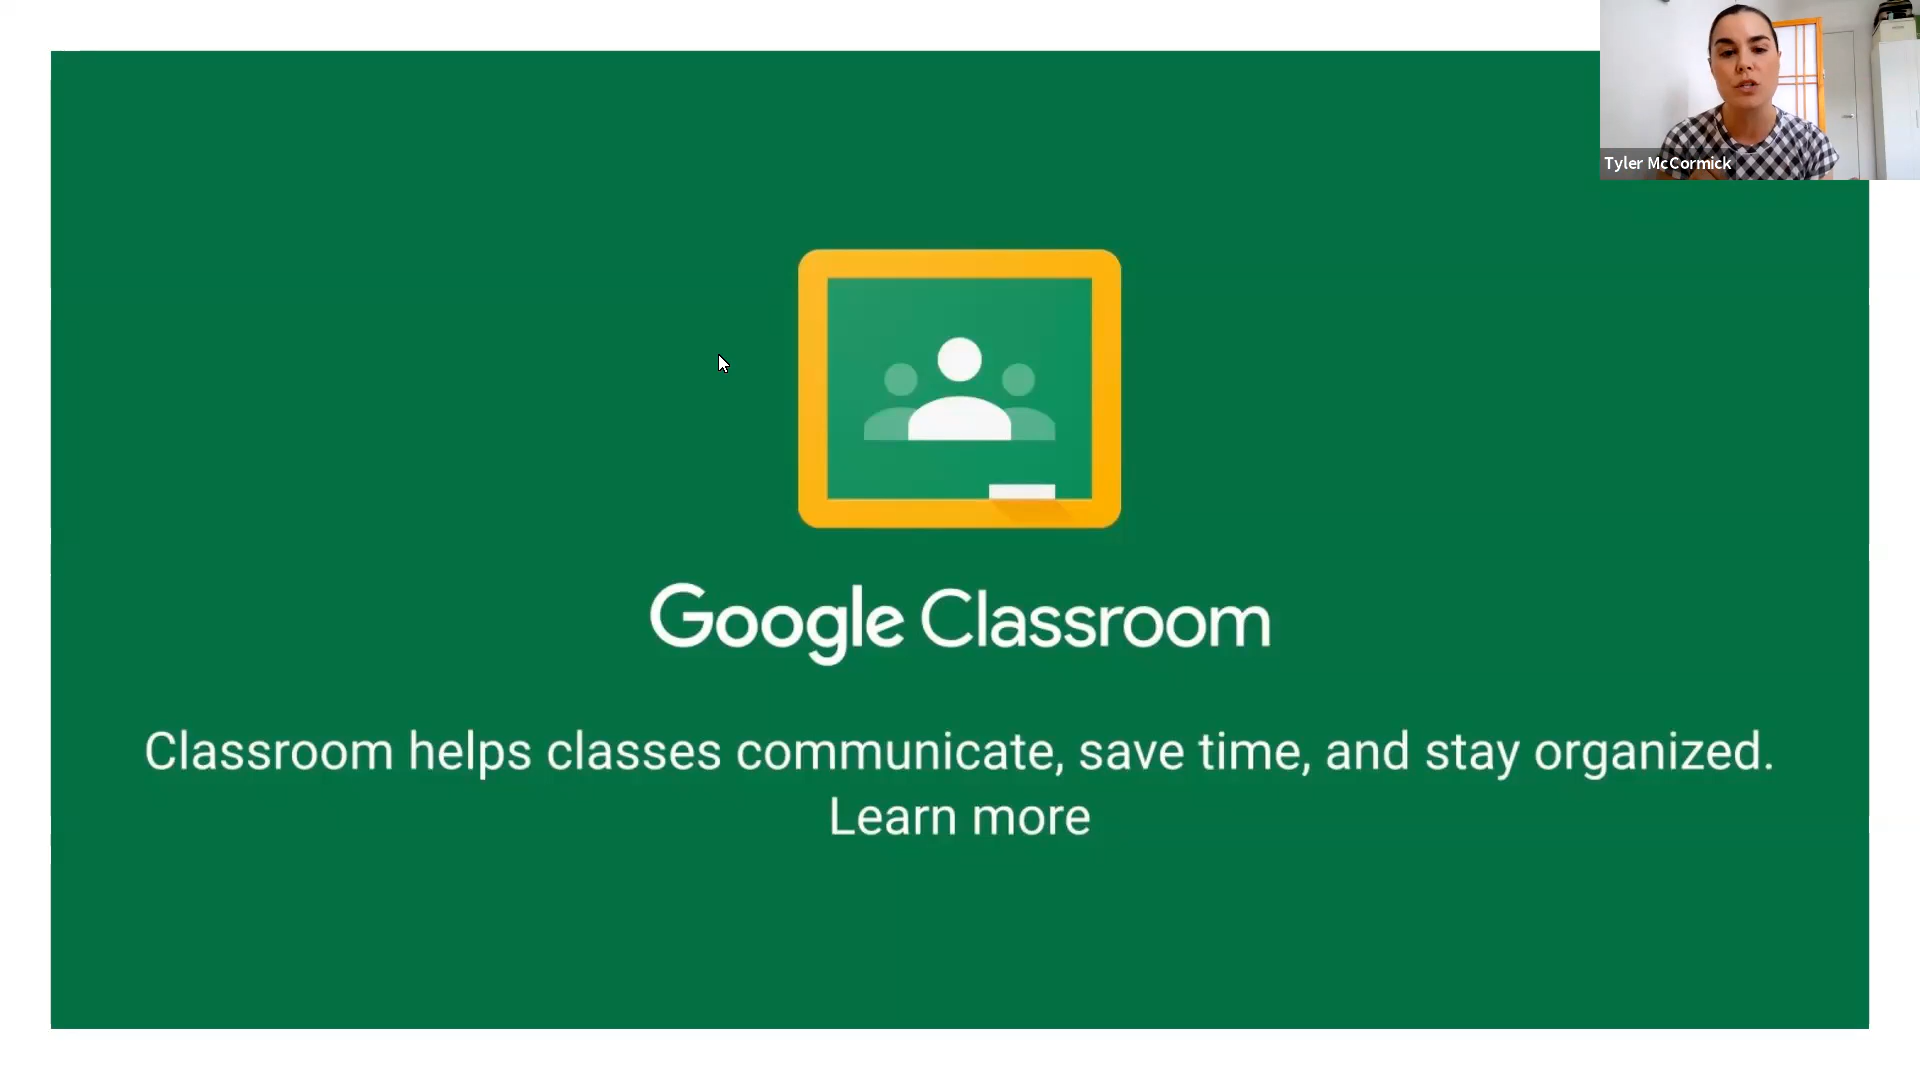 Tyler McCormick
Google Classroom
Classroom helps classes communicate, save time, and stay organized.
Learn more